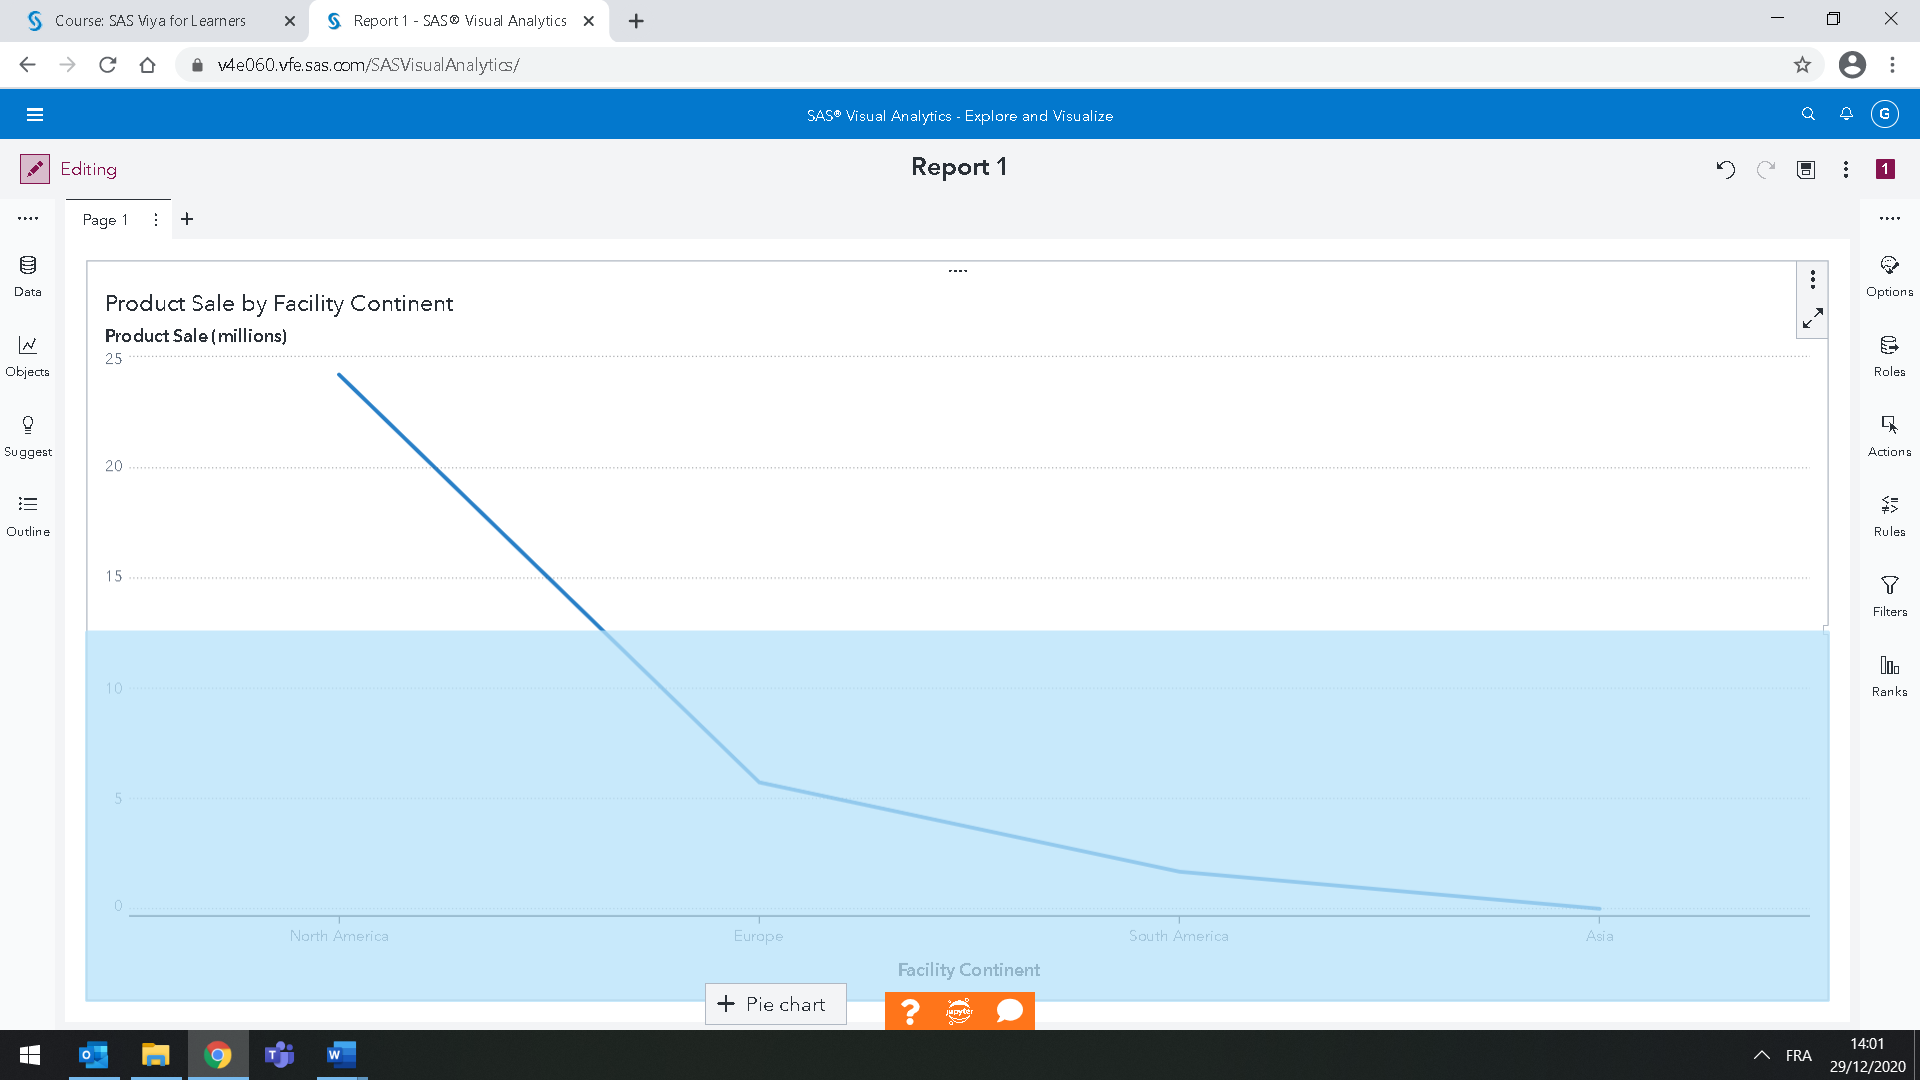 Course: SAS Viya for Learners
Report 1 - SAS® Visual Analytics
v4e060.vfe.sas.com/SASVisualAnalytics/
SAS® Visual Analytics - Explore and Visualize
G
Editing
Report 1
1
Page 1
Data
Objects
Suggest
Outline
Product Sale by Facility Continent
Product Sale (millions)
25
20
15
10
5
0
North America
Europe
South America
Asia
Facility Continent
Pie chart
?
jupyter
Options
Roles
Actions
Rules
Filters
Ranks
FRA
14:01
29/12/2020